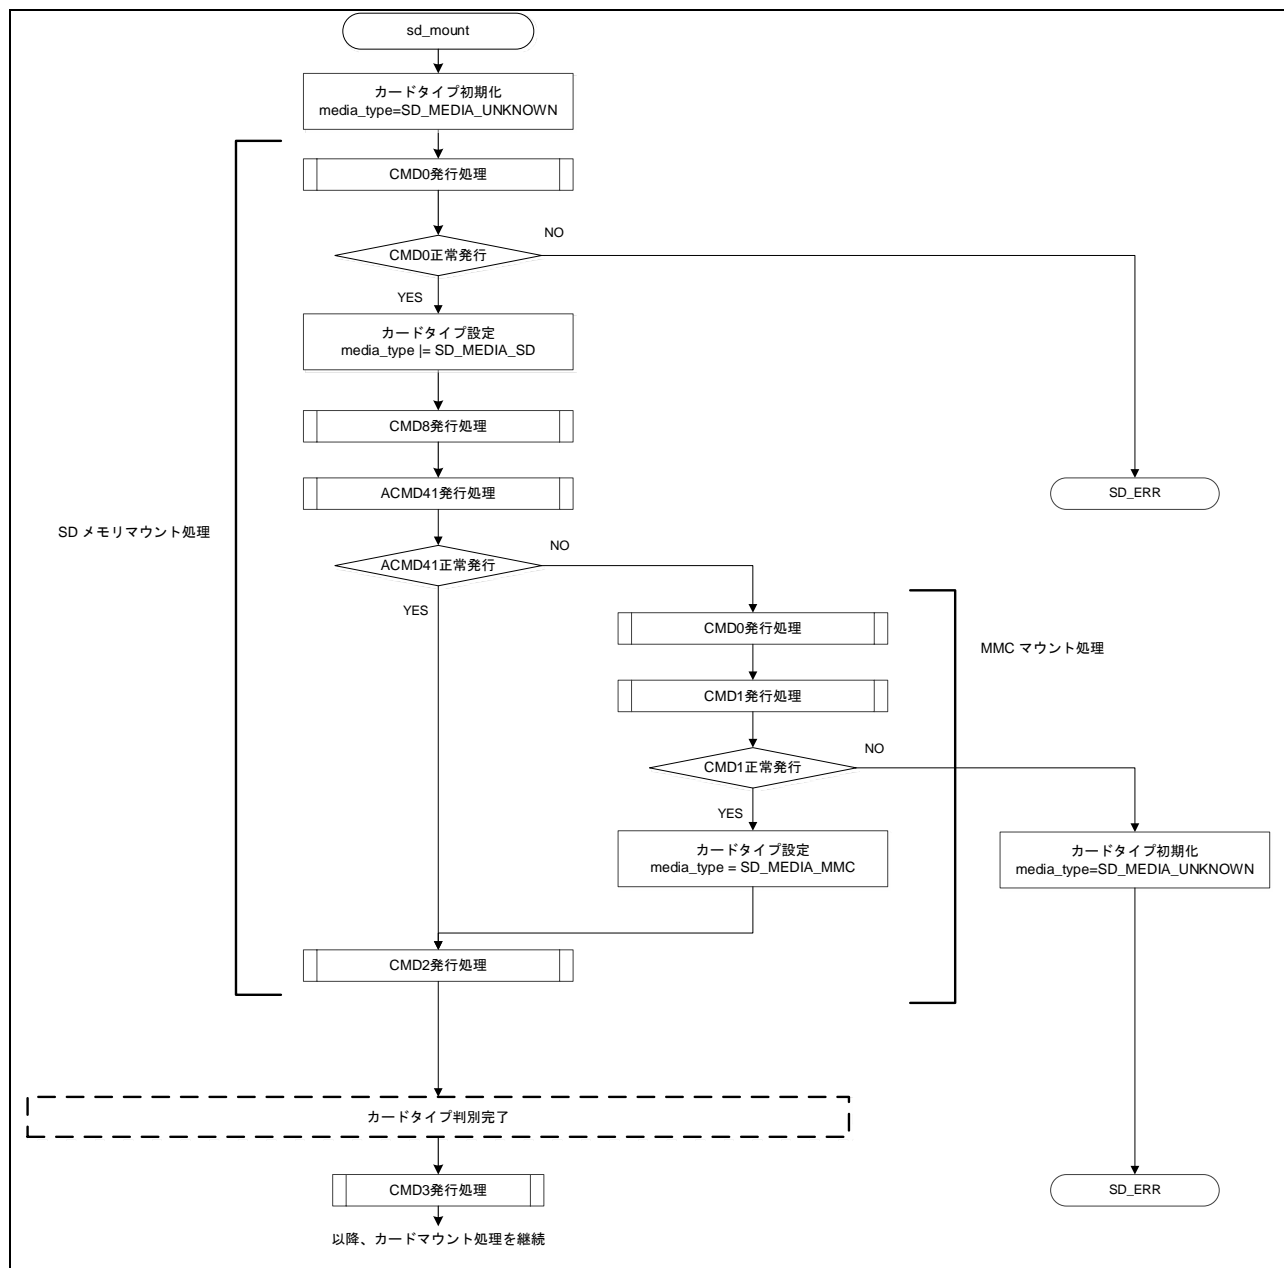 sd_mount
カードタイプ初期化
media_type=SD_MEDIA_UNKNOWN
CMD0発行処理
NO
CMD0正常発行
YES
カードタイプ設定
media_type |= SD_MEDIA_SD
CMD8発行処理
ACMD41発行処理
SD_ERR
SD メモリマウント処理
NO
ACMD41正常発行
YES
CMD0発行処理
MMC マウント処理
CMD1発行処理
NO
CMD1正常発行
YES
カードタイプ設定
media_type = SD_MEDIA_MMC
カードタイプ初期化
media_type=SD_MEDIA_UNKNOWN
CMD2発行処理
カードタイプ判別完了
CMD3発行処理
SD_ERR
以降、カードマウント処理を継続